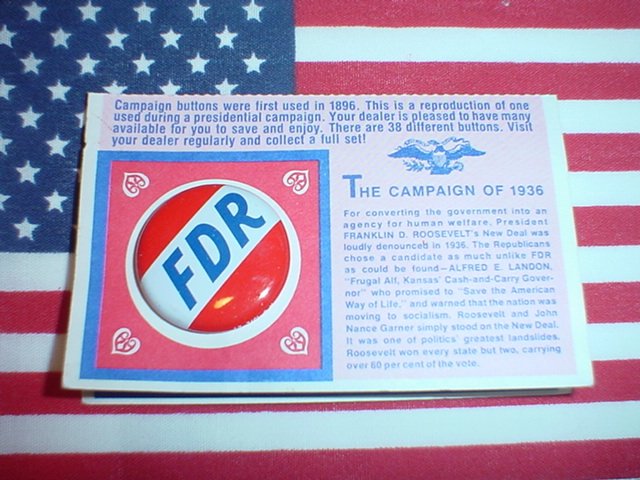 Campaign buttons were first used in 1896. This is a reproduction of one
used during a presidential campaign. Your dealer is pleased to have many
available for you to save and enjoy. There are 38 different buttons. Visit
your dealer regularly and collect a full set!
FDR
THE CAMPAIGN OF 1936
For converting the government into an
agency for human welfare, President
FRANKLIN D. ROOSEVELT's New Deal was
loudly denounced in 1936. The Republicans
chose a candidate as much unlike FDR
as could be found—ALFRED E. LANDON,
"Frugal Alf, Kansas' Cash-and-Carry Gover-
nor" who promised to "Save the American
Way of Life," and warned that the nation was
moving to socialism. Roosevelt and John
Nance Garner simply stood on the New Deal.
It was one of politics' greatest landslides.
Roosevelt won every state but two, carrying
over 60 per cent of the vote.